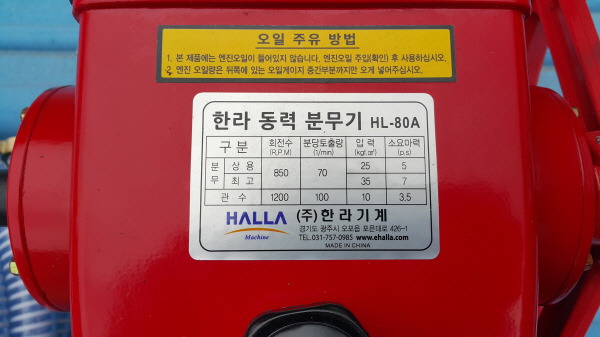 오일 주유 방법
1. 본 제품에는 엔진오일이 들어있지 않습니다. 엔진오일 주입(확인) 후 사용하십시오.
2. 엔진 오일량은 뒤쪽에 있는 오일게이지 중간부분까지만 오게 넣어주십시오.
한라 동력 분무기 HL-80A
구분 회전수 (R.P.M) 분당토출량 (1/min) 압력 (kgf.㎠) 소요마력 (p.s)
분무 상용 850 70 25 5
최고 35 7
관수 1200 100 10 3.5
HALLA Machine (주)한라기계
경기도 광주시 오포읍 포은대로 426-1
TEL.031-757-0985 www.ehalla.com
MADE IN CHINA